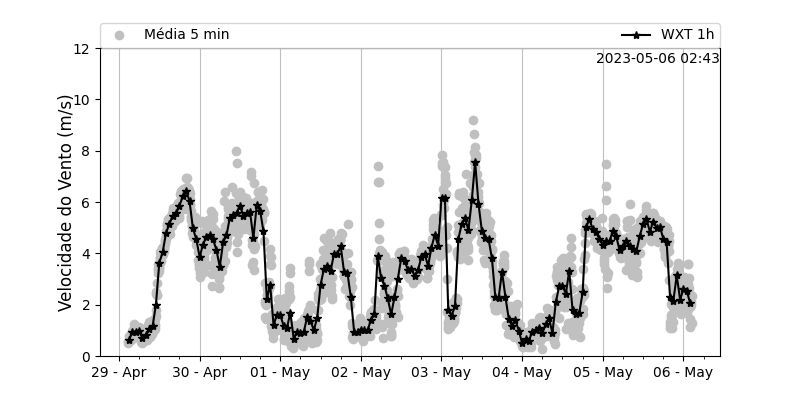 Média 5 min
WXT 1h
2023-05-06 02:43
Velocidade do Vento (m/s)
12
10
8
6
4
2
0
29 - Apr
30 - Apr
01 - May
02 - May
03 - May
04 - May
05 - May
06 - May